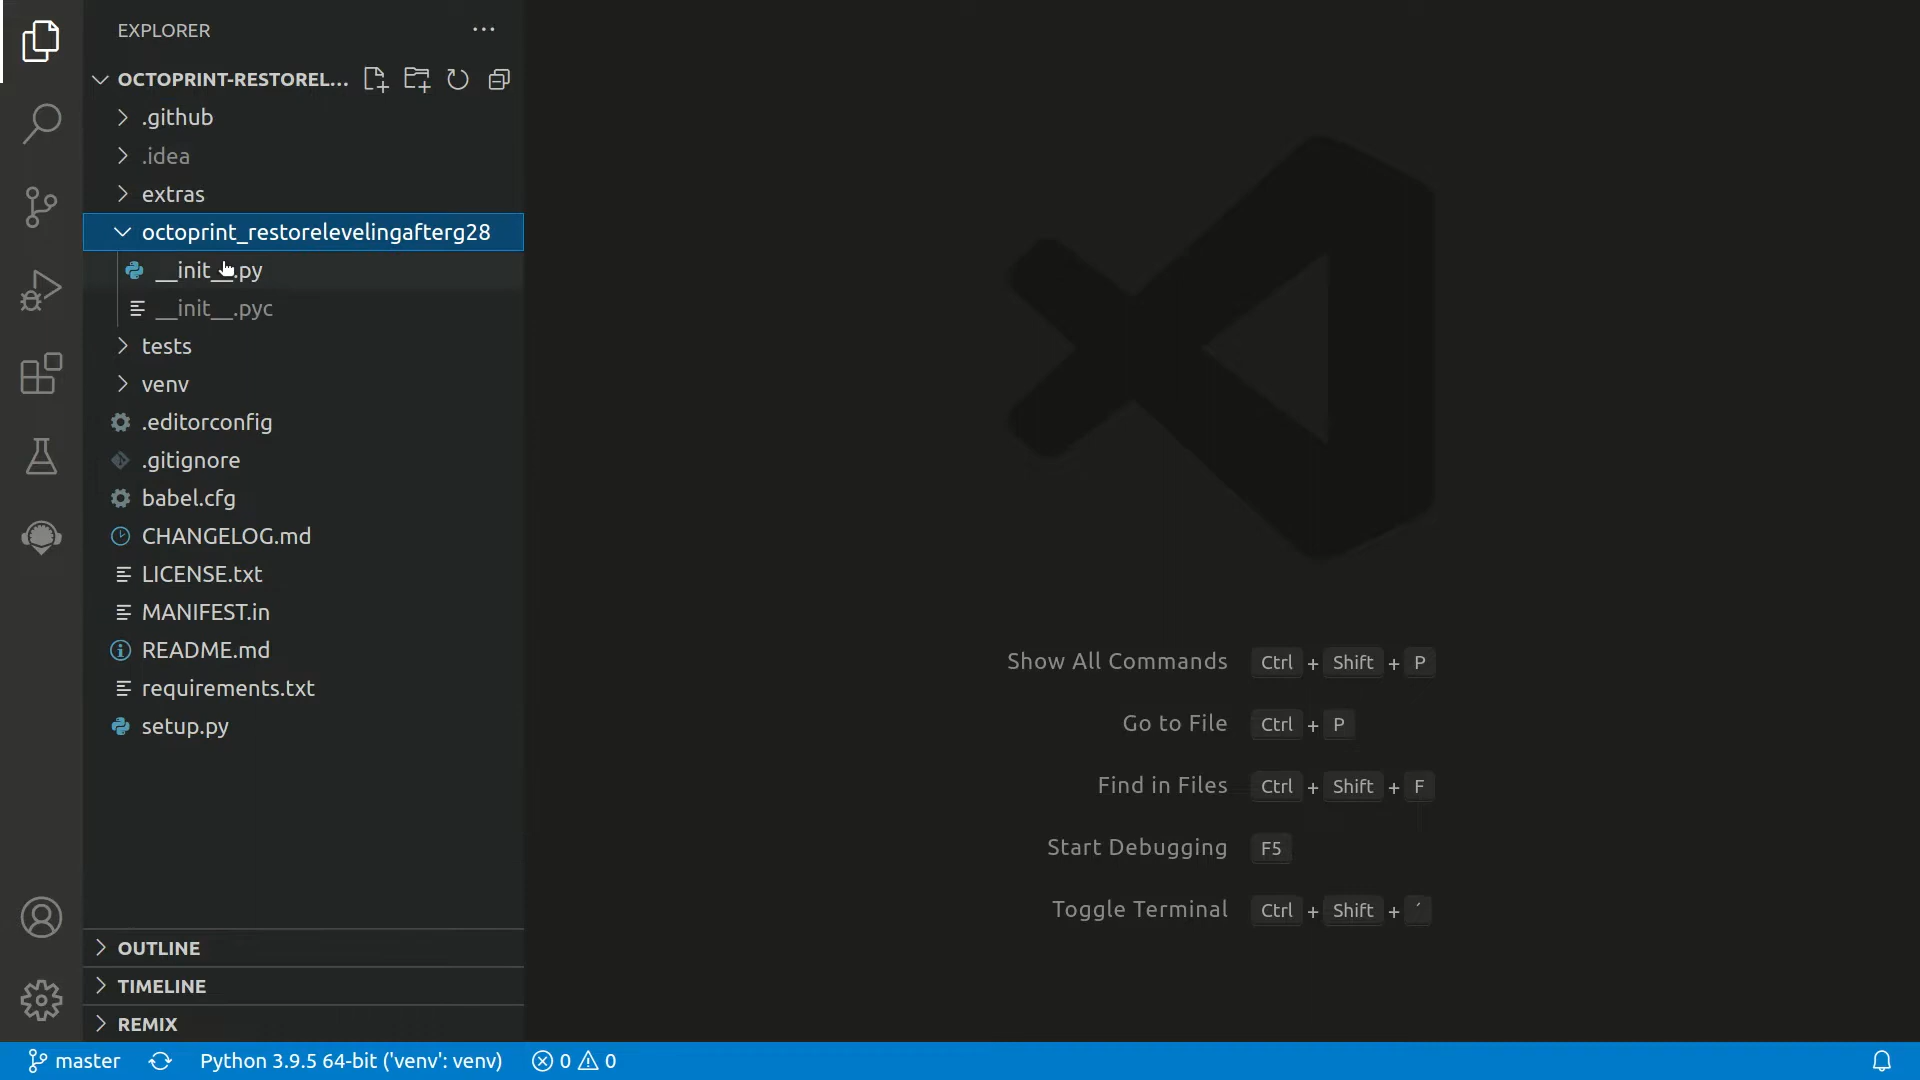 EXPLORER
OCTOPRINT-RESTOREL...
.github
.idea
extras
octoprint_restorelevelingafterg28
__init__.py
__init__.pyc
tests
venv
.editorconfig
.gitignore
babel.cfg
CHANGELOG.md
LICENSE.txt
MANIFEST.in
README.md
requirements.txt
setup.py
OUTLINE
TIMELINE
REMIX
Show All Commands Ctrl + Shift + P
Go to File Ctrl + P
Find in Files Ctrl + Shift + F
Start Debugging F5
Toggle Terminal Ctrl + Shift + ´
master Python 3.9.5 64-bit ('venv': venv) 0 0